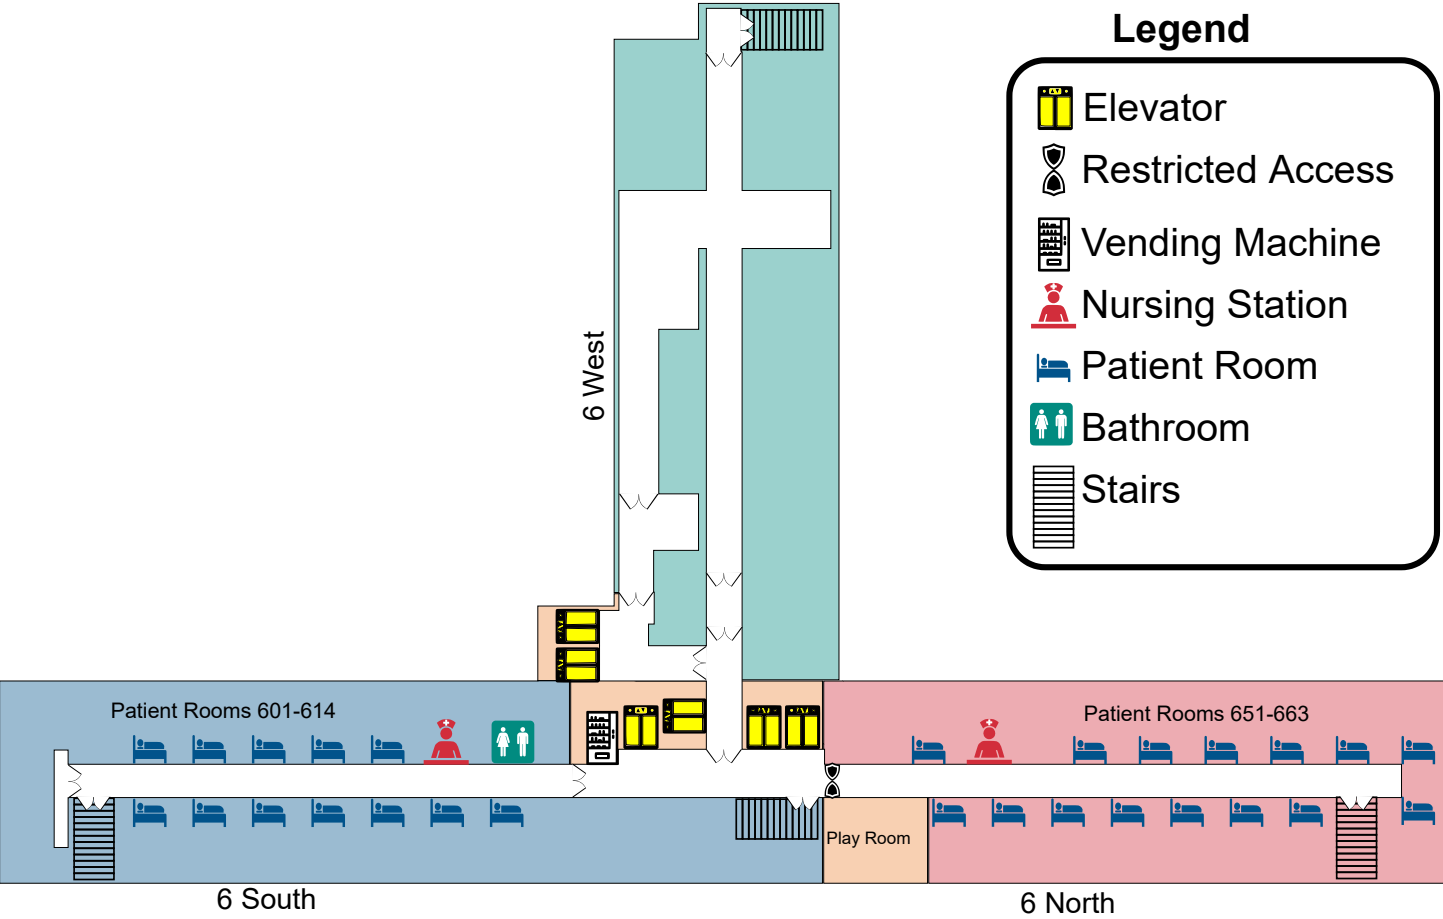 Legend
Elevator
Restricted Access
Vending Machine
Nursing Station
Patient Room
Bathroom
Stairs
6 West
Patient Rooms 601-614
Patient Rooms 651-663
Play Room
6 South
6 North